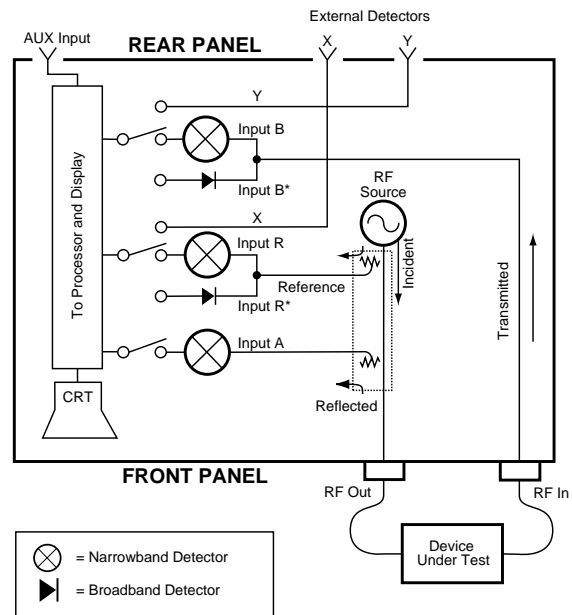 External Detectors
AUX Input
REAR PANEL
X
Y
Y
Input B
Input B*
RF
Source
X
Input R
Reference
Incident
Input R*
Input A
To Processor and Display
Transmitted
CRT
Reflected
FRONT PANEL
RF Out
RF In
Device
Under Test
= Narrowband Detector
= Broadband Detector